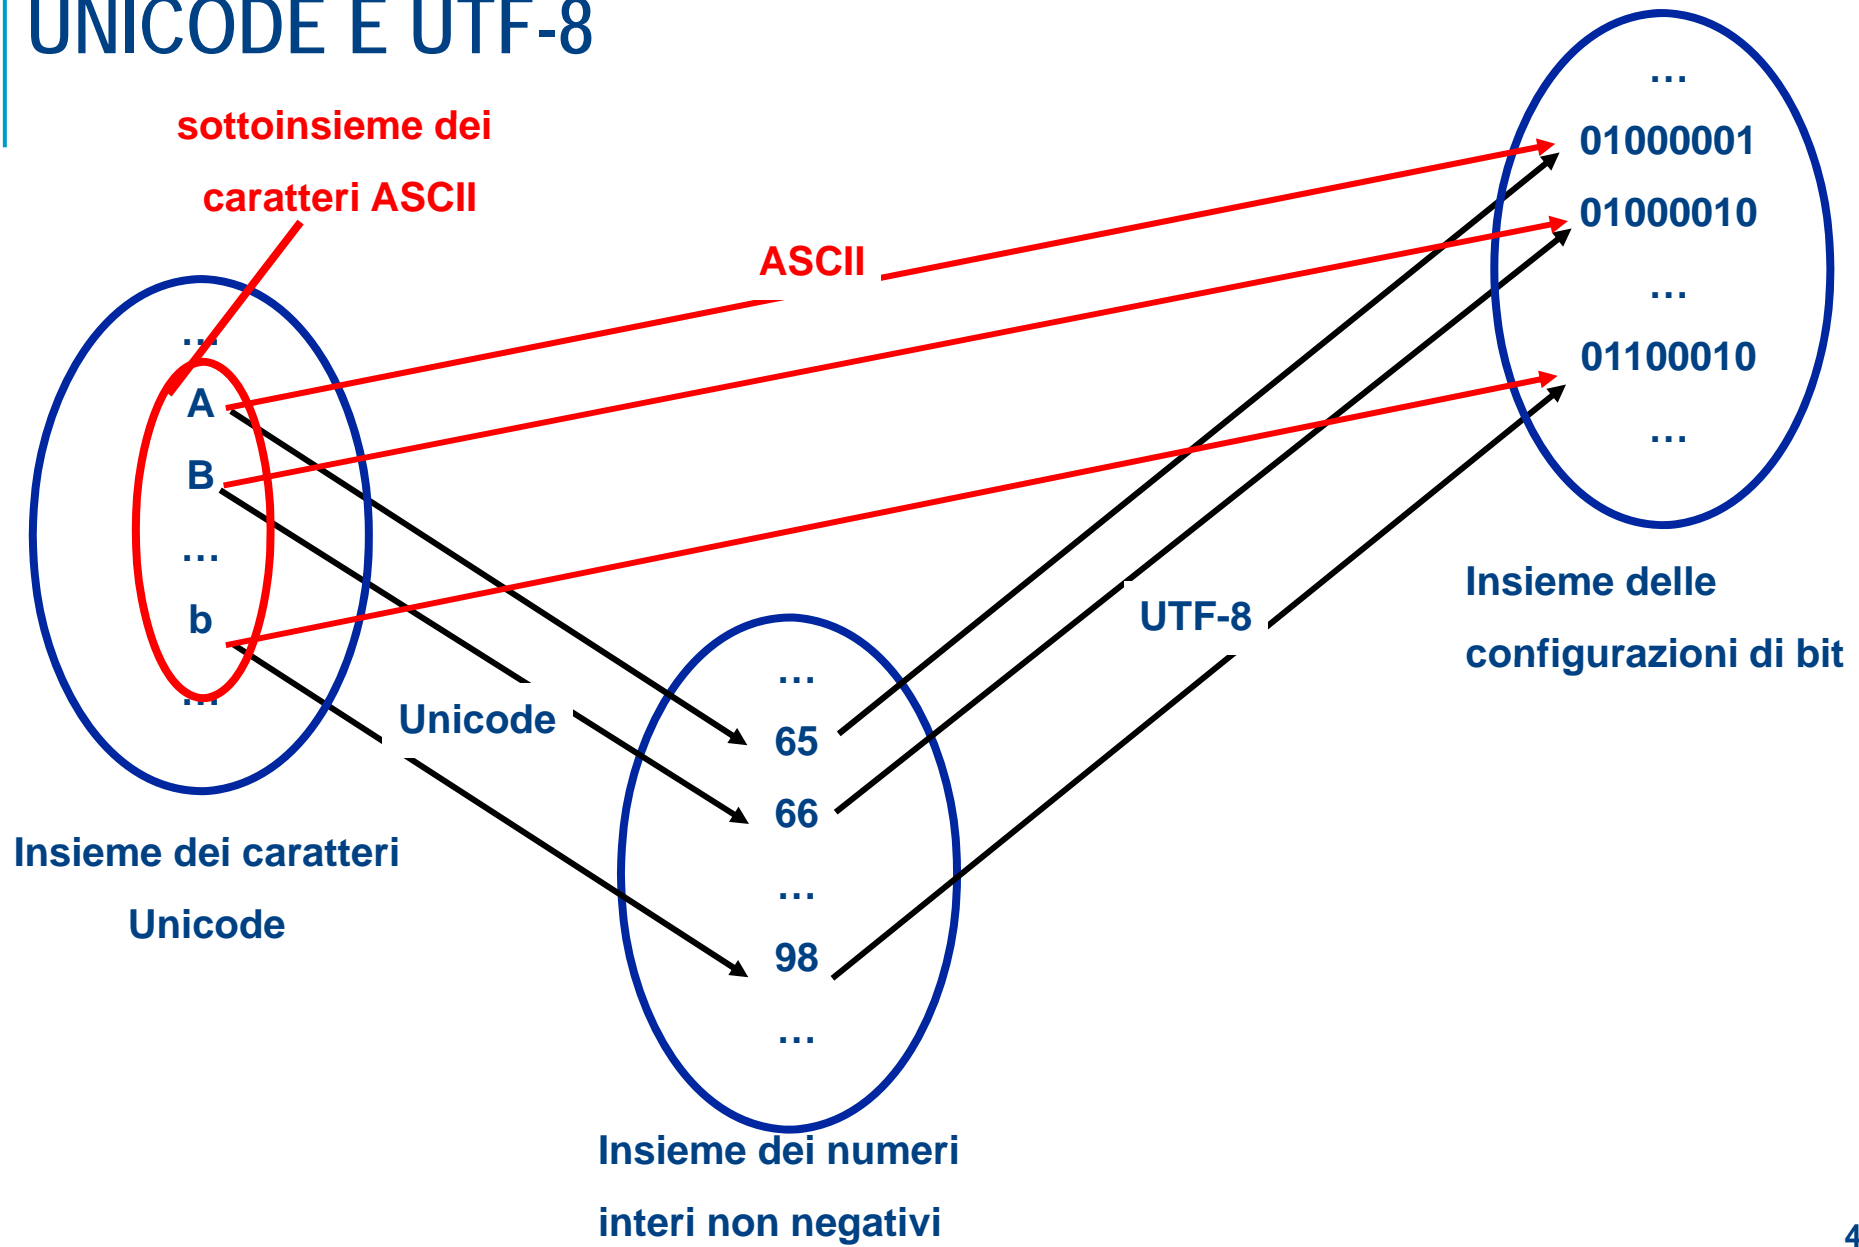 UNICODE E UTF-8
sottoinsieme dei
caratteri ASCII
ASCII
…
A
B
…
b
…
Unicode
Insieme dei caratteri
Unicode
…
65
66
…
98
…
Insieme dei numeri
interi non negativi
UTF-8
…
01000001
01000010
…
01100010
…
Insieme delle
configurazioni di bit
4